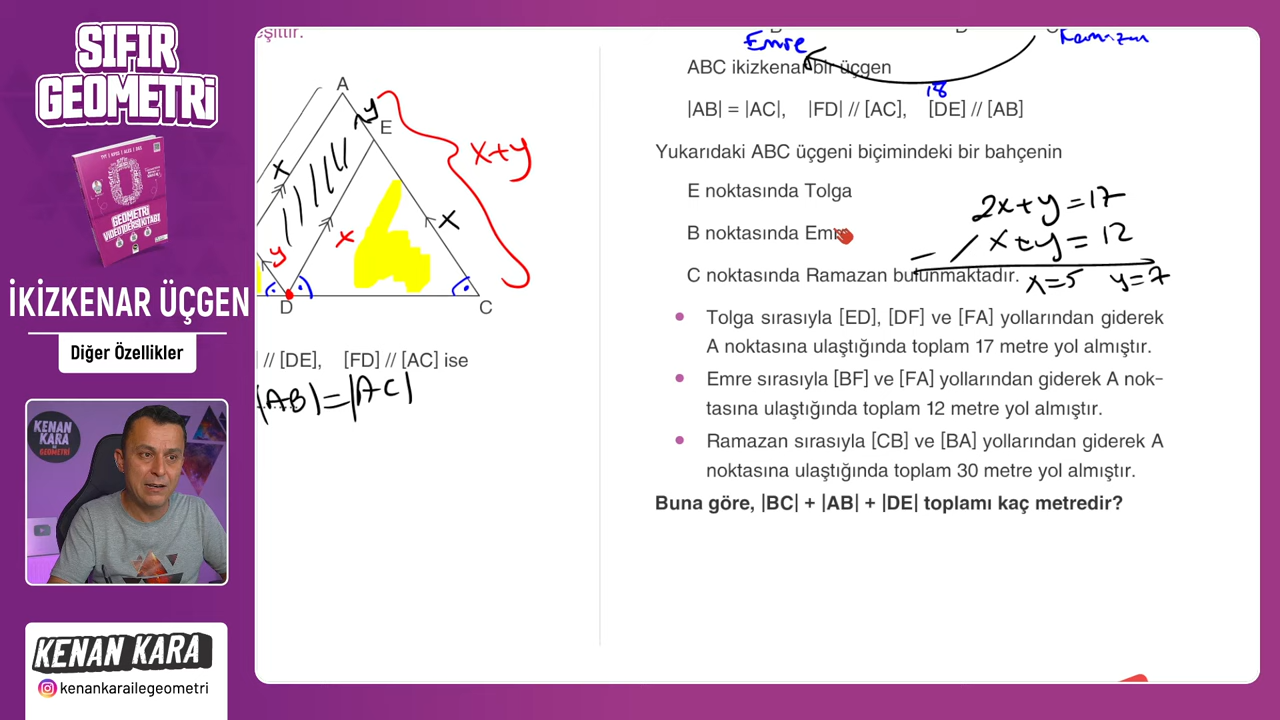 SIFIR
GEOMETRİ
GEOMETRİ
VİDEO DERS KİTABI
İKİZKENAR ÜÇGEN
Diğer Özellikler
KENAN
KARA
KENAN KARA
kenankarailegeometri
eşittir.
A
y
E
x
x+y
x
x
y
D
C
// [DE], [FD] // [AC] ise
|AB|=|AC|
Emre
Ramazan
ABC ikizkenar bir üçgen
18
|AB| = |AC|, |FD| // [AC], [DE] // [AB]
Yukarıdaki ABC üçgeni biçimindeki bir bahçenin
E noktasında Tolga
B noktasında Emre
C noktasında Ramazan bulunmaktadır.
2x+y=17
x+y=12
x=5 y=7
• Tolga sırasıyla [ED], [DF] ve [FA] yollarından giderek
A noktasına ulaştığında toplam 17 metre yol almıştır.
• Emre sırasıyla [BF] ve [FA] yollarından giderek A nok-
tasına ulaştığında toplam 12 metre yol almıştır.
• Ramazan sırasıyla [CB] ve [BA] yollarından giderek A
noktasına ulaştığında toplam 30 metre yol almıştır.
Buna göre, |BC| + |AB| + |DE| toplamı kaç metredir?